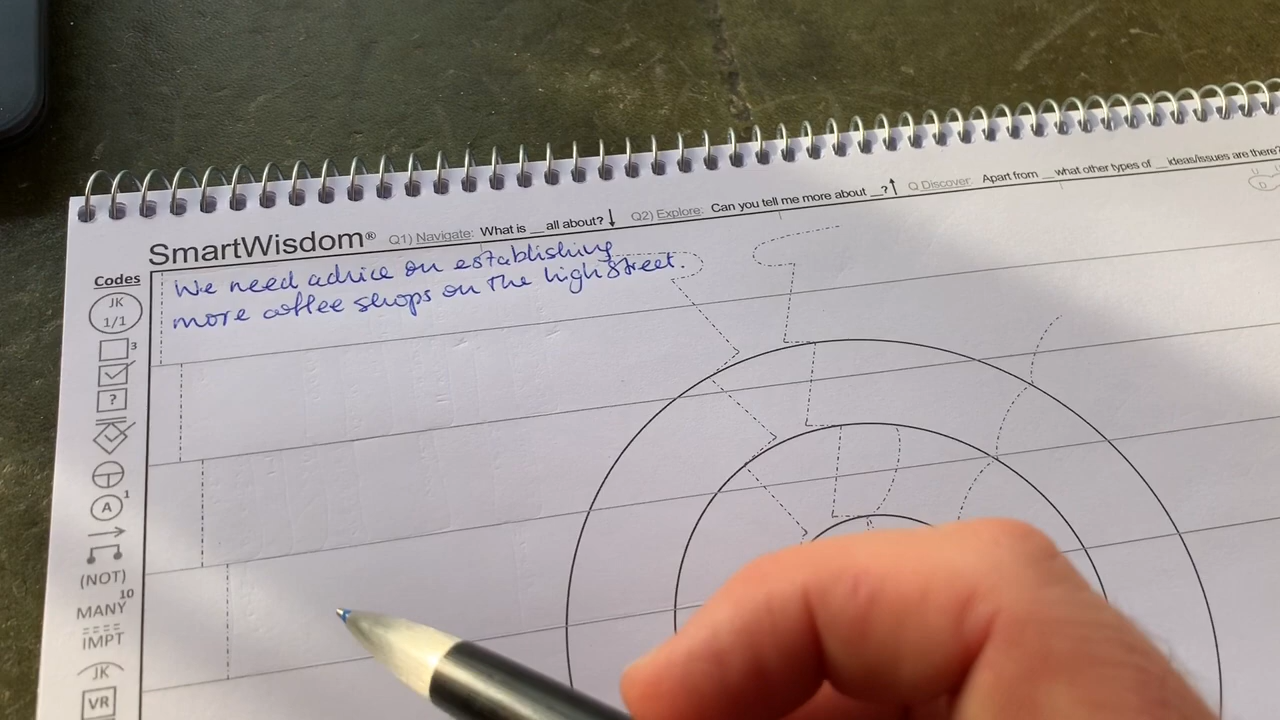 SmartWisdom® Q1) Navigate: What is __ all about?↓ Q2) Explore: Can you tell me more about __?↑ Q Discover: Apart from __ what other types of __ ideas/issues are there?
We need advice on establishing
more coffee shops on the high street.
Codes
JK
1/1
3
?
A 1
(NOT)
MANY 10
IMPT
JK
VR